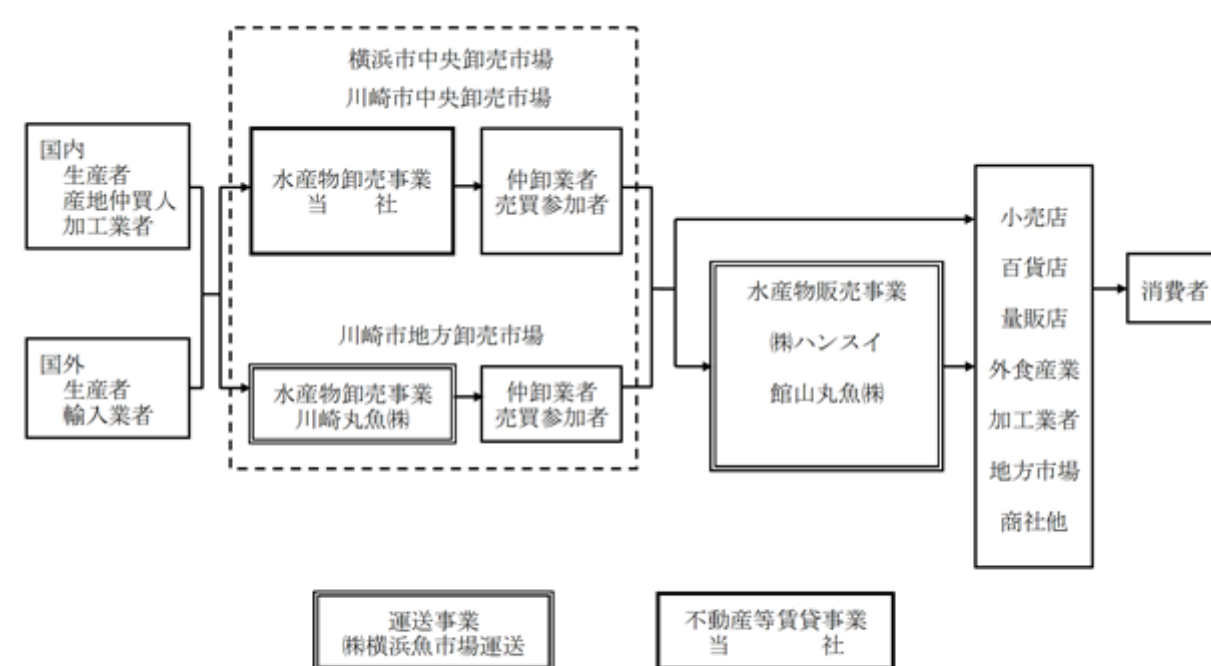 横浜市中央卸売市場
川崎市中央卸売市場
国内
生産者
産地仲買人
加工業者
水産物卸売事業
当　　社
仲卸業者
売買参加者
国外
生産者
輸入業者
川崎市地方卸売市場
水産物卸売事業
川崎丸魚㈱
仲卸業者
売買参加者
水産物販売事業
㈱ハンスイ
館山丸魚㈱
小売店
百貨店
量販店
外食産業
加工業者
地方市場
商社他
消費者
運送事業
㈱横浜魚市場運送
不動産等賃貸事業
当　　社